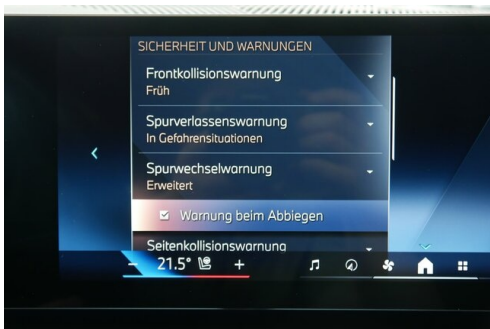 SICHERHEIT UND WARNUNGEN
Frontkollisionswarnung
Früh
Spurverlassenswarnung
In Gefahrensituationen
Spurwechselwarnung
Erweitert
Warnung beim Abbiegen
Seitenkollisionswarnung
- 21.5° +